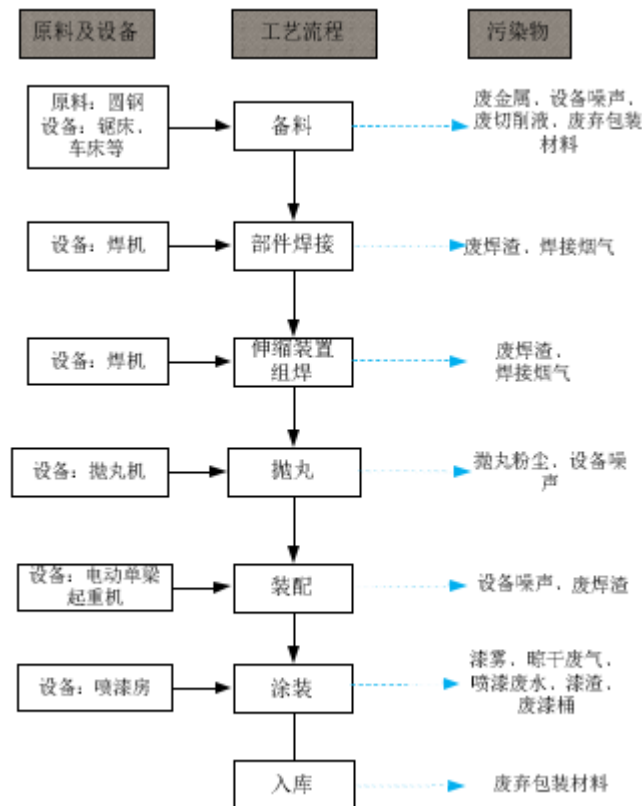 原料及设备
工艺流程
污染物
原料：圆钢
设备：锯床、
车床等
备料
废金属、设备噪声、
废切削液、废弃包装
材料
设备：焊机
部件焊接
废焊渣、焊接烟气
设备：焊机
伸缩装置
组焊
废焊渣、
焊接烟气
设备：抛丸机
抛丸
抛丸粉尘、设备噪
声
设备：电动单梁
起重机
装配
设备噪声、废焊渣
设备：喷漆房
涂装
漆雾、晾干废气、
喷漆废水、漆渣、
废漆桶
入库
废弃包装材料